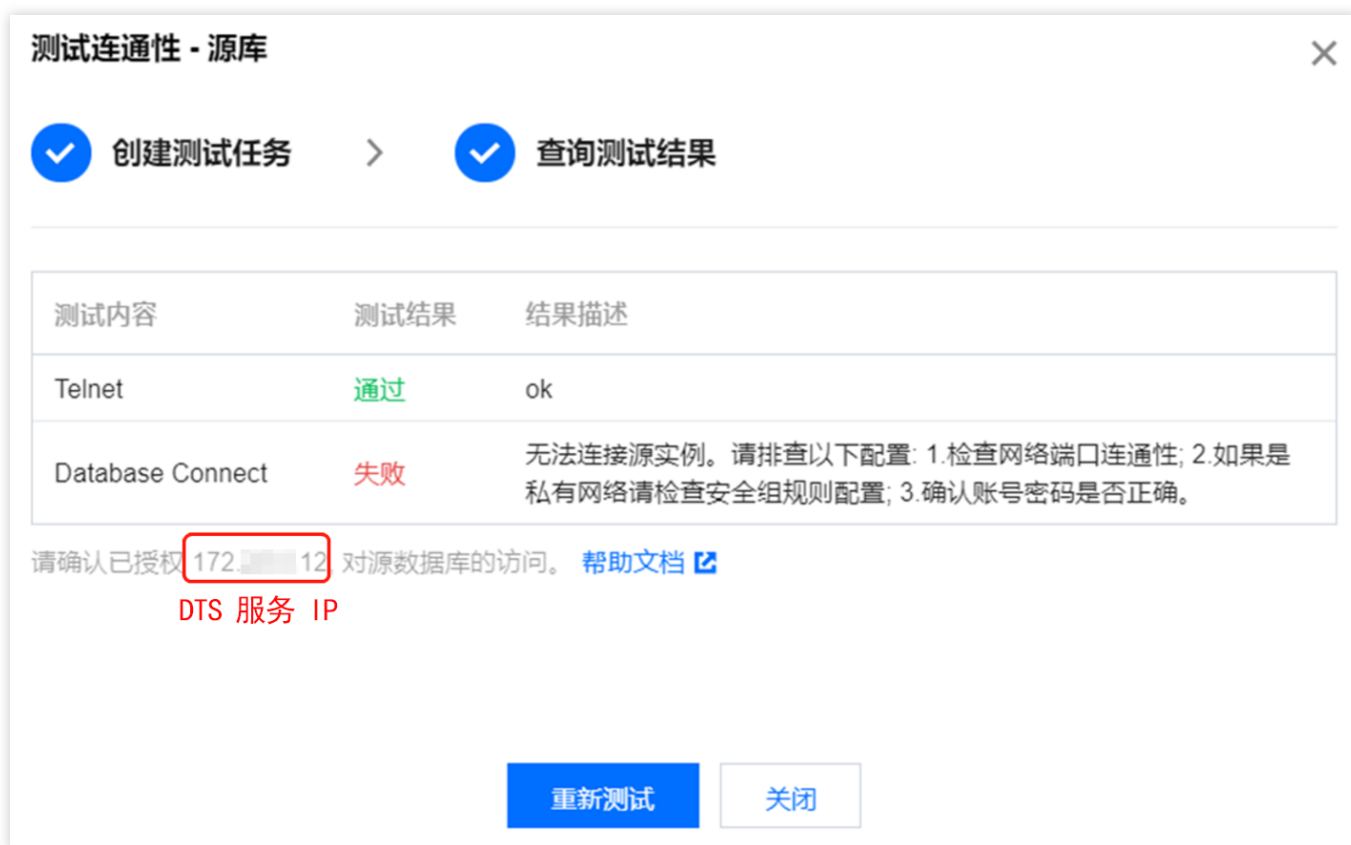 测试连通性 - 源库
创建测试任务 > 查询测试结果
测试内容 测试结果 结果描述
Telnet 通过 ok
Database Connect 失败 无法连接源实例。请排查以下配置: 1.检查网络端口连通性; 2.如果是
私有网络请检查安全组规则配置; 3.确认账号密码是否正确。
请确认已授权 172. 12, 对源数据库的访问。 帮助文档
DTS 服务 IP
重新测试 关闭